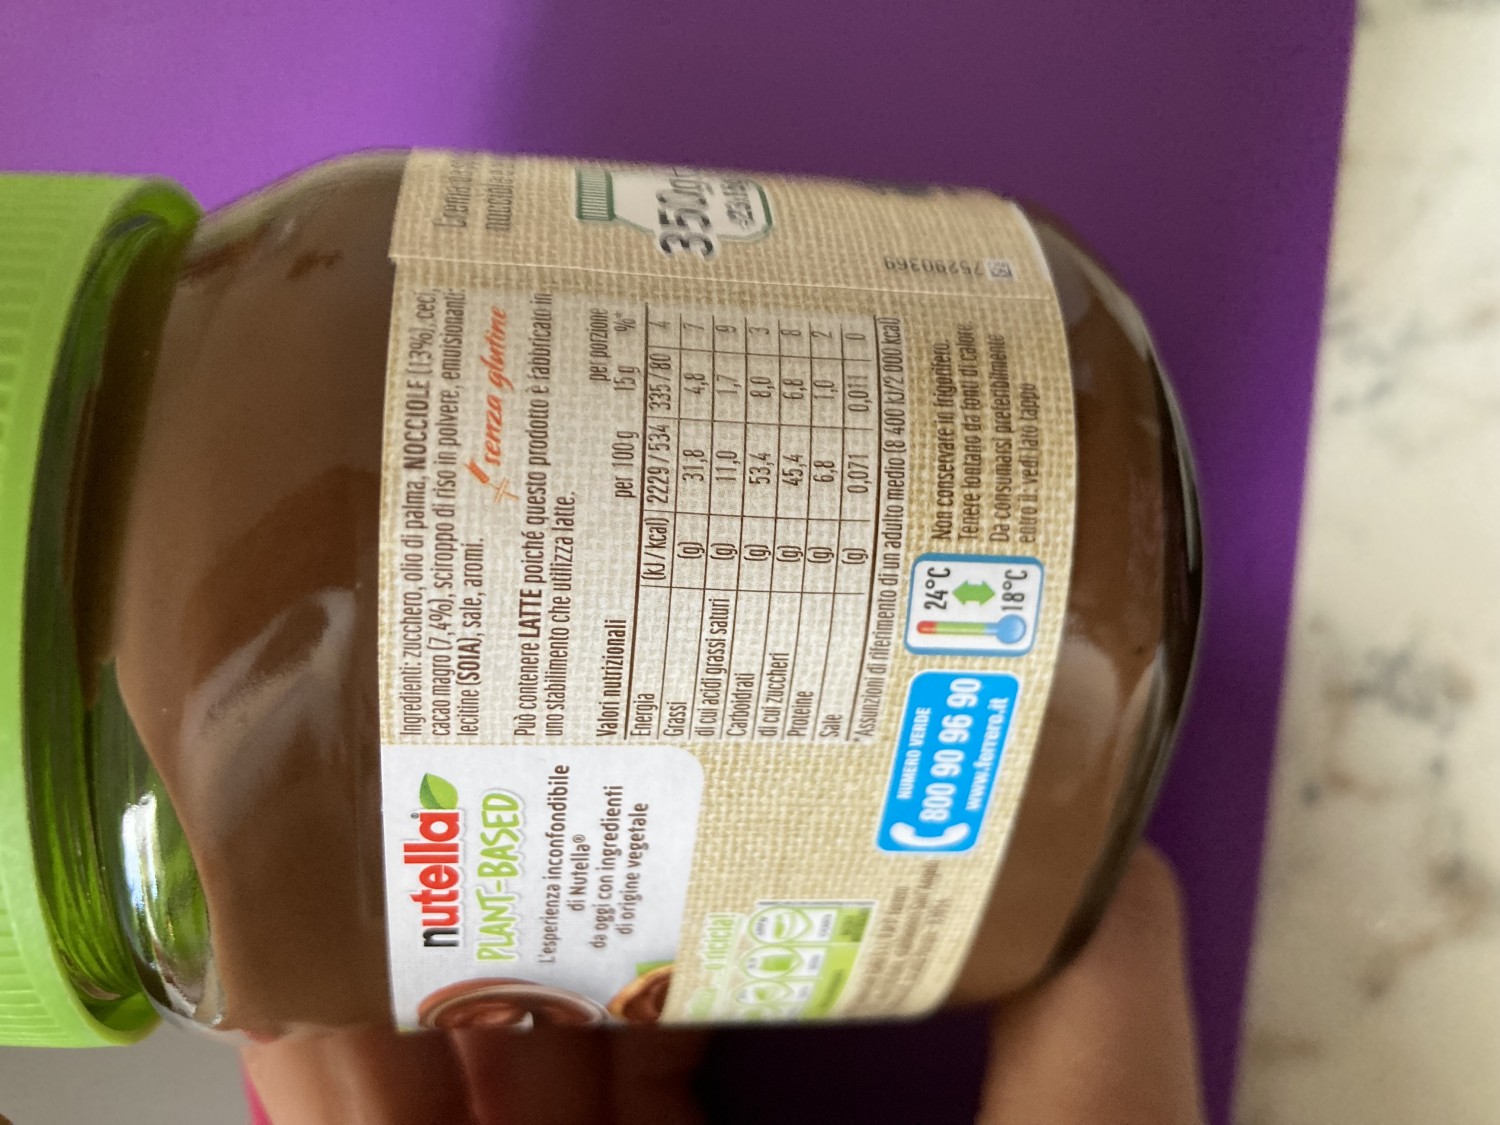 nutella®
PLANT-BASED
L'esperienza inconfondibile
di Nutella®
da oggi con ingredienti
di origine vegetale
Ingredienti: zucchero, olio di palma, NOCCIOLE (13%), ceci,
cacao magro (7,4%), sciroppo di riso in polvere, emulsionanti:
lecitine (SOIA), sale, aromi.
senza glutine
Può contenere LATTE poiché questo prodotto è fabbricato in
uno stabilimento che utilizza latte.
Valori nutrizionali per 100 g per porzione
15 g %*
Energia (kJ / kcal) 2229 / 534 335 / 80 4
Grassi (g) 31,8 4,8 7
di cui acidi grassi saturi (g) 11,0 1,7 9
Carboidrati (g) 53,4 8,0 3
di cui zuccheri (g) 45,4 6,8 8
Proteine (g) 6,8 1,0 2
Sale (g) 0,071 0,011 0
*Assunzioni di riferimento di un adulto medio (8 400 kJ/2 000 kcal)
NUMERO VERDE
800 90 96 90
www.ferrero.it
24°C
18°C
Non conservare in frigorifero.
Tenere lontano da fonti di calore.
Da consumarsi preferibilmente
entro il: vedi lato tappo
350g
75290369